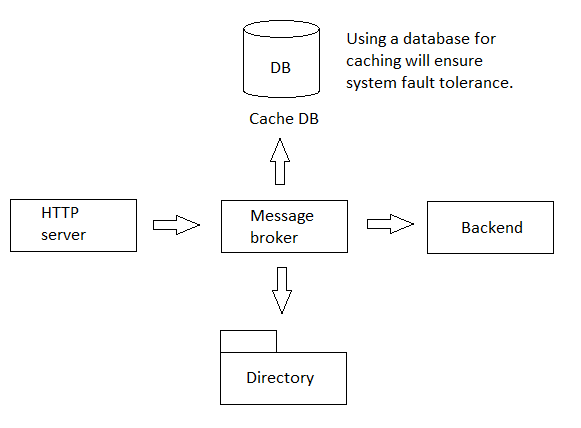 DB
Using a database for
caching will ensure
system fault tolerance.
Cache DB
HTTP
server
Message
broker
Backend
Directory